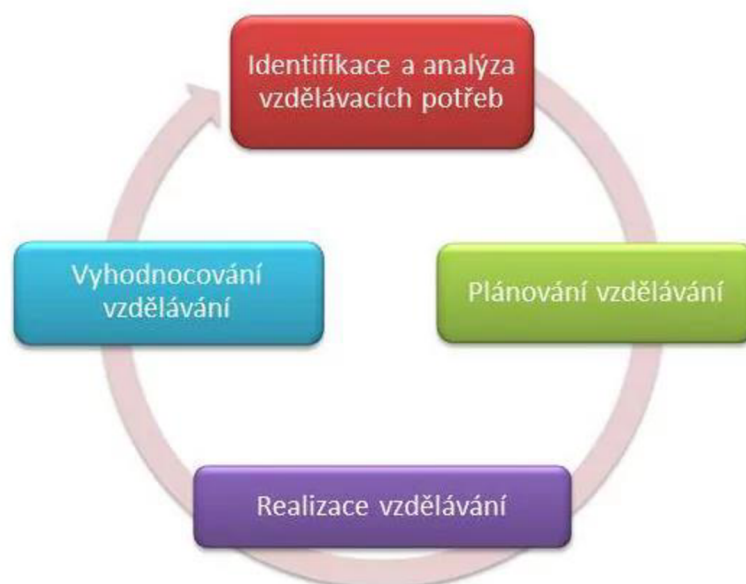 Identifikace a analýza
vzdělávacích potřeb
Plánování vzdělávání
Realizace vzdělávání
Vyhodnocování
vzdělávání